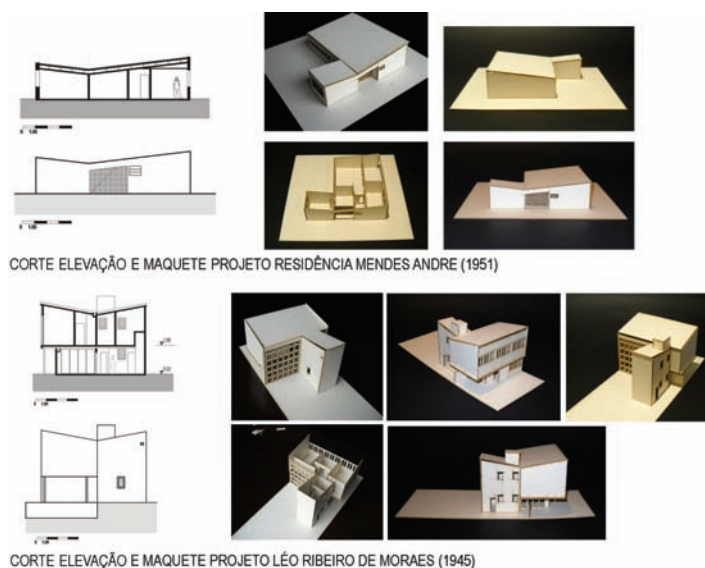 CORTE ELEVAÇÃO E MAQUETE PROJETO RESIDÊNCIA MENDES ANDRE (1951)
CORTE ELEVAÇÃO E MAQUETE PROJETO LÉO RIBEIRO DE MORAES (1945)